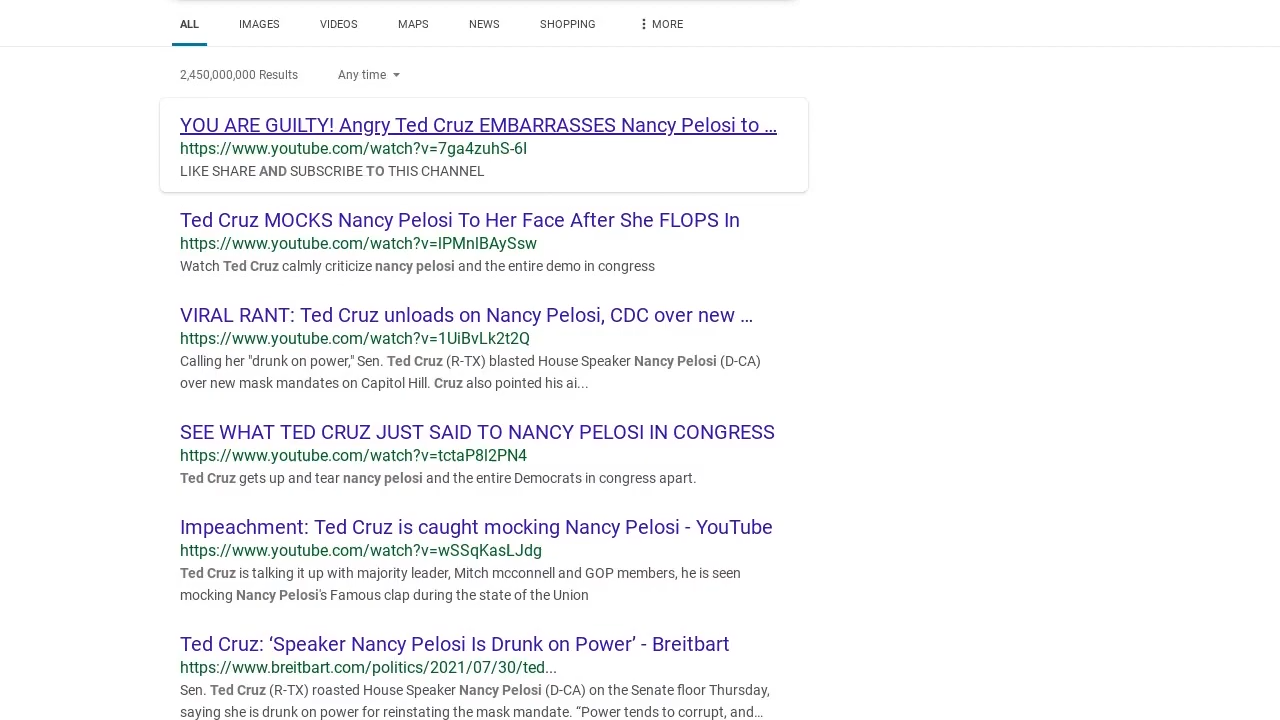 ALL IMAGES VIDEOS MAPS NEWS SHOPPING MORE
2,450,000,000 Results Any time
YOU ARE GUILTY! Angry Ted Cruz EMBARRASSES Nancy Pelosi to ...
https://www.youtube.com/watch?v=7ga4zuhS-6I
LIKE SHARE AND SUBSCRIBE TO THIS CHANNEL
Ted Cruz MOCKS Nancy Pelosi To Her Face After She FLOPS In
https://www.youtube.com/watch?v=lPMnlBAySsw
Watch Ted Cruz calmly criticize nancy pelosi and the entire demo in congress
VIRAL RANT: Ted Cruz unloads on Nancy Pelosi, CDC over new ...
https://www.youtube.com/watch?v=1UiBvLk2t2Q
Calling her "drunk on power," Sen. Ted Cruz (R-TX) blasted House Speaker Nancy Pelosi (D-CA)
over new mask mandates on Capitol Hill. Cruz also pointed his ai...
SEE WHAT TED CRUZ JUST SAID TO NANCY PELOSI IN CONGRESS
https://www.youtube.com/watch?v=tctaP8l2PN4
Ted Cruz gets up and tear nancy pelosi and the entire Democrats in congress apart.
Impeachment: Ted Cruz is caught mocking Nancy Pelosi - YouTube
https://www.youtube.com/watch?v=wSSqKasLJdg
Ted Cruz is talking it up with majority leader, Mitch mcconnell and GOP members, he is seen
mocking Nancy Pelosi's Famous clap during the state of the Union
Ted Cruz: ‘Speaker Nancy Pelosi Is Drunk on Power’ - Breitbart
https://www.breitbart.com/politics/2021/07/30/ted...
Sen. Ted Cruz (R-TX) roasted House Speaker Nancy Pelosi (D-CA) on the Senate floor Thursday,
saying she is drunk on power for reinstating the mask mandate. “Power tends to corrupt, and...